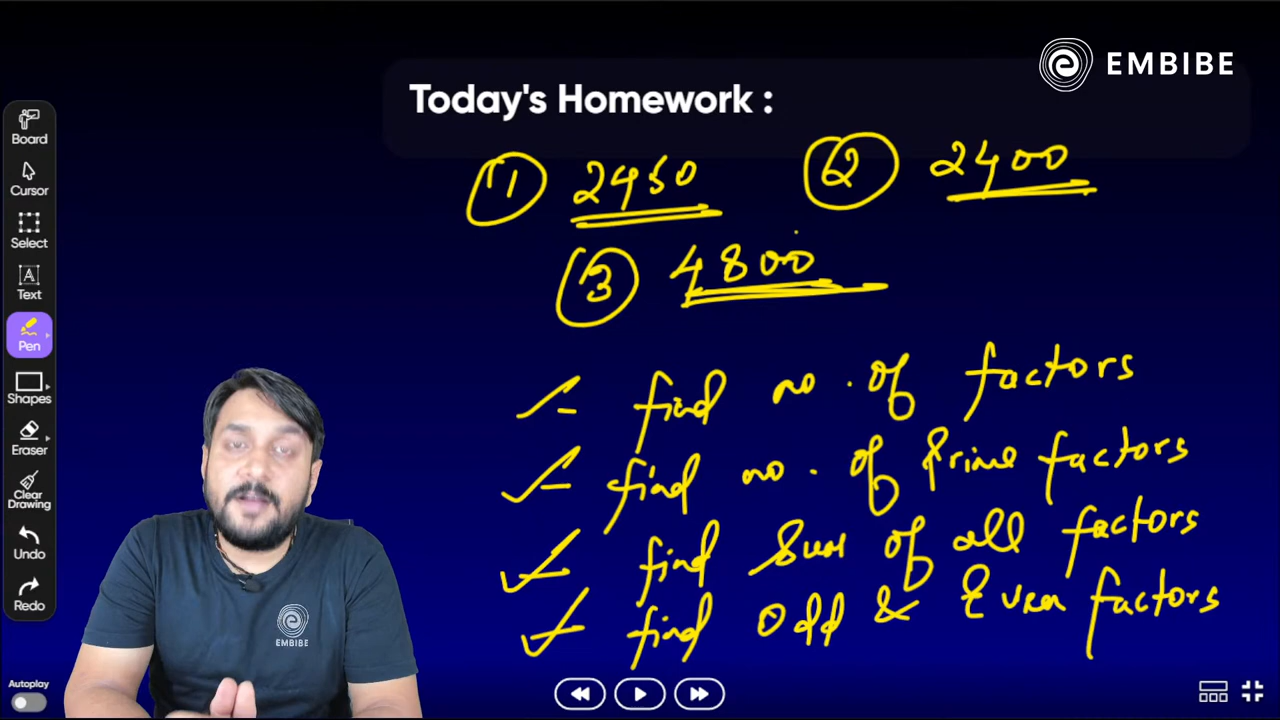 EMBIBE
Today's Homework :
① 2450 ② 2400
③ 4800
find no. of factors
find no. of Prime factors
find sum of all factors
find Odd & Even factors
Board
Cursor
Select
Text
Pen
Shapes
Eraser
Clear
Drawing
Undo
Redo
Autoplay
EMBIBE